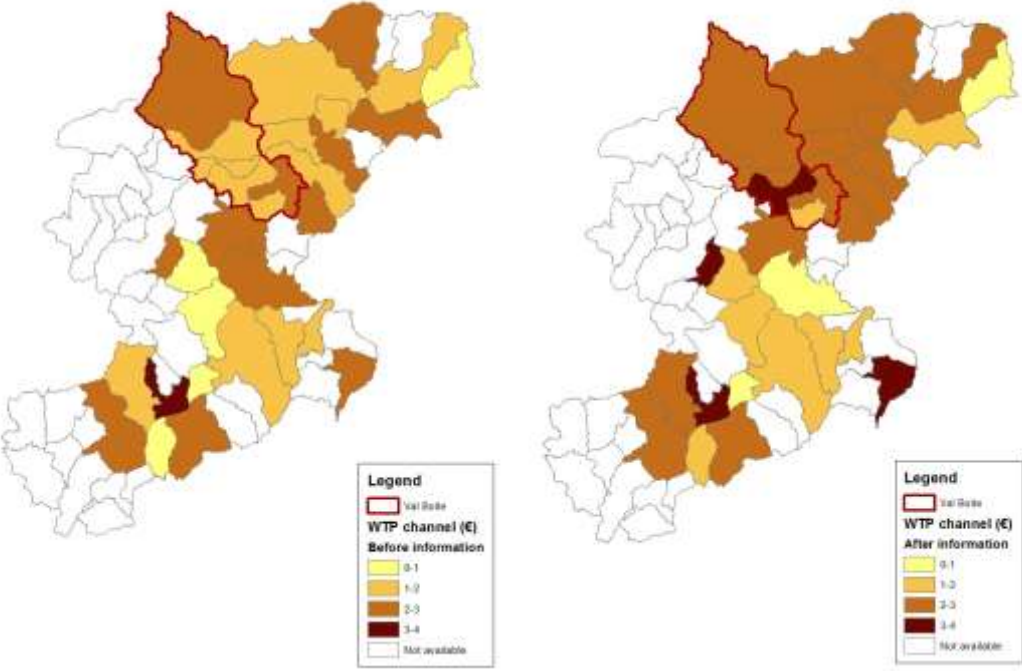 Legend
Val Boite
WTP channel (€)
Before information
0-1
1-2
2-3
3-4
Not available
Legend
Val Boite
WTP channel (€)
After information
0-1
1-2
2-3
3-4
Not available